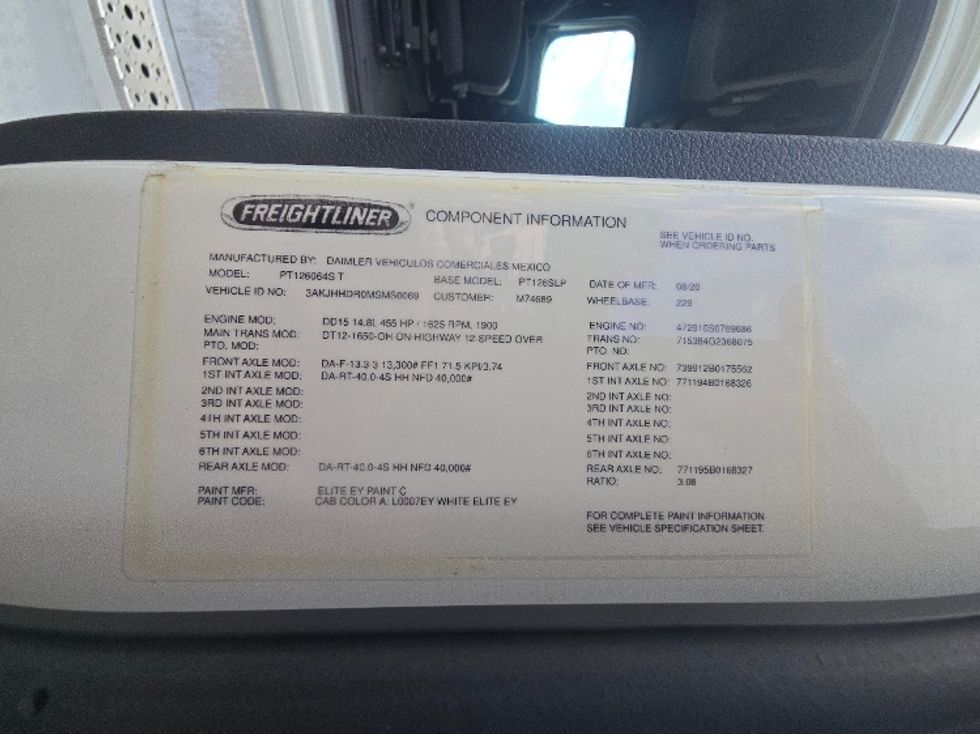 FREIGHTLINER COMPONENT INFORMATION
SEE VEHICLE ID NO.
WHEN ORDERING PARTS
MANUFACTURED BY: DAIMLER VEHICULOS COMERCIALES MEXICO
MODEL: PT126064S T BASE MODEL: PT126SLP DATE OF MFR: 08/20
VEHICLE ID NO: 3AKJHHDR0MSMS0069 CUSTOMER: M74689 WHEELBASE: 229
ENGINE MOD: DD15 14.8L 455 HP / 1625 RPM, 1900 ENGINE NO:
MAIN TRANS MOD: DT12-1650-OH ON-HIGHWAY 12 SPEED OVER TRANS NO: 715384G2368075
PTO. MOD: PTO. NO:
FRONT AXLE MOD: DA-F-13.3-3 13,300# FF1 71.5 KPI/3.74 FRONT AXLE NO:
1ST INT AXLE MOD: DA-RT-40.0-4S HH NFD 40,000# 1ST INT AXLE NO: 771194B0168326
2ND INT AXLE MOD: 2ND INT AXLE NO:
3RD INT AXLE MOD: 3RD INT AXLE NO:
4TH INT AXLE MOD: 4TH INT AXLE NO:
5TH INT AXLE MOD: 5TH INT AXLE NO:
6TH INT AXLE MOD: 6TH INT AXLE NO:
REAR AXLE MOD: DA-RT-40.0-4S HH NFD 40,000# REAR AXLE NO: 771195B0168327
RATIO: 3.08
PAINT MFR: ELITE EY PAINT C
PAINT CODE: CAB COLOR A: L0007EY WHITE ELITE EY
FOR COMPLETE PAINT INFORMATION
SEE VEHICLE SPECIFICATION SHEET.